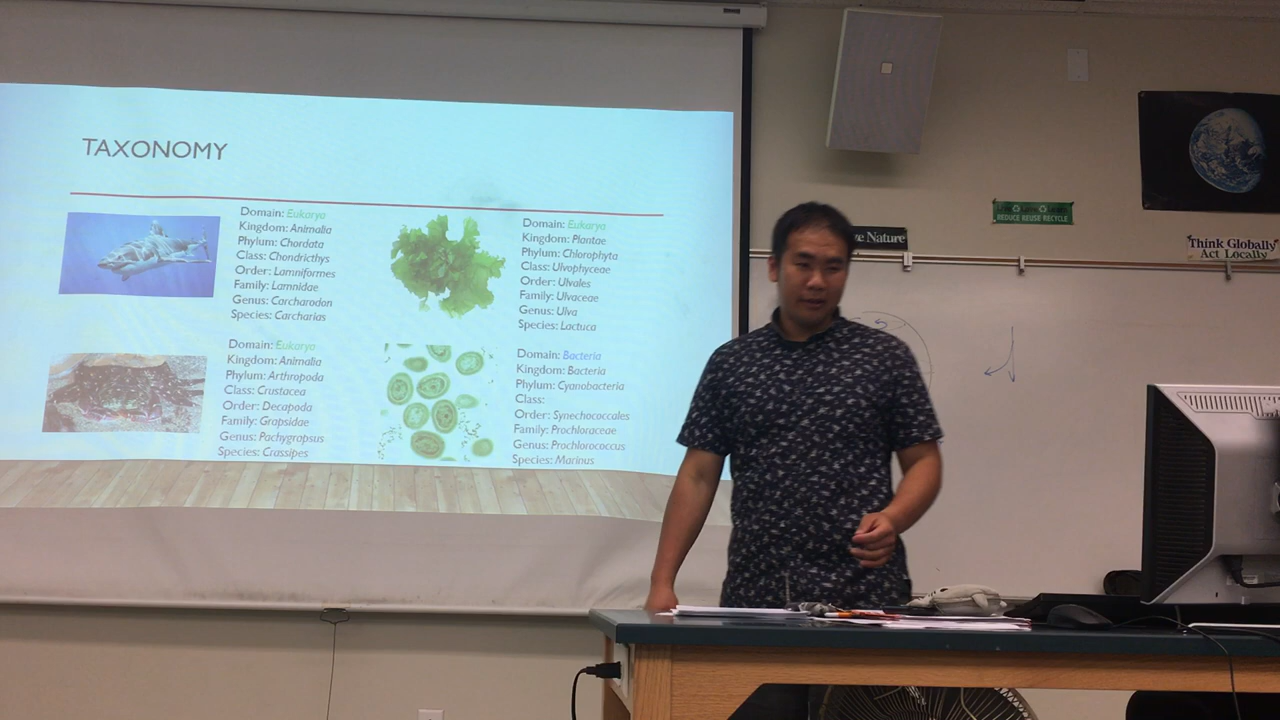 TAXONOMY
Domain: Eukarya
Kingdom: Animalia
Phylum: Chordata
Class: Chondricthys
Order: Lamniformes
Family: Lamnidae
Genus: Carcharodon
Species: Carcharias
Domain: Eukarya
Kingdom: Plantae
Phylum: Chlorophyta
Class: Ulvophyceae
Order: Ulvales
Family: Ulvaceae
Genus: Ulva
Species: Lactuca
Domain: Eukarya
Kingdom: Animalia
Phylum: Arthropoda
Class: Crustacea
Order: Decapoda
Family: Grapsidae
Genus: Pachygrapsus
Species: Crassipes
Domain: Bacteria
Kingdom: Bacteria
Phylum: Cyanobacteria
Class:
Order: Synechococcales
Family: Prochloraceae
Genus: Prochlorococcus
Species: Marinus
Nature
REDUCE REUSE RECYCLE
Think Globally
Act Locally